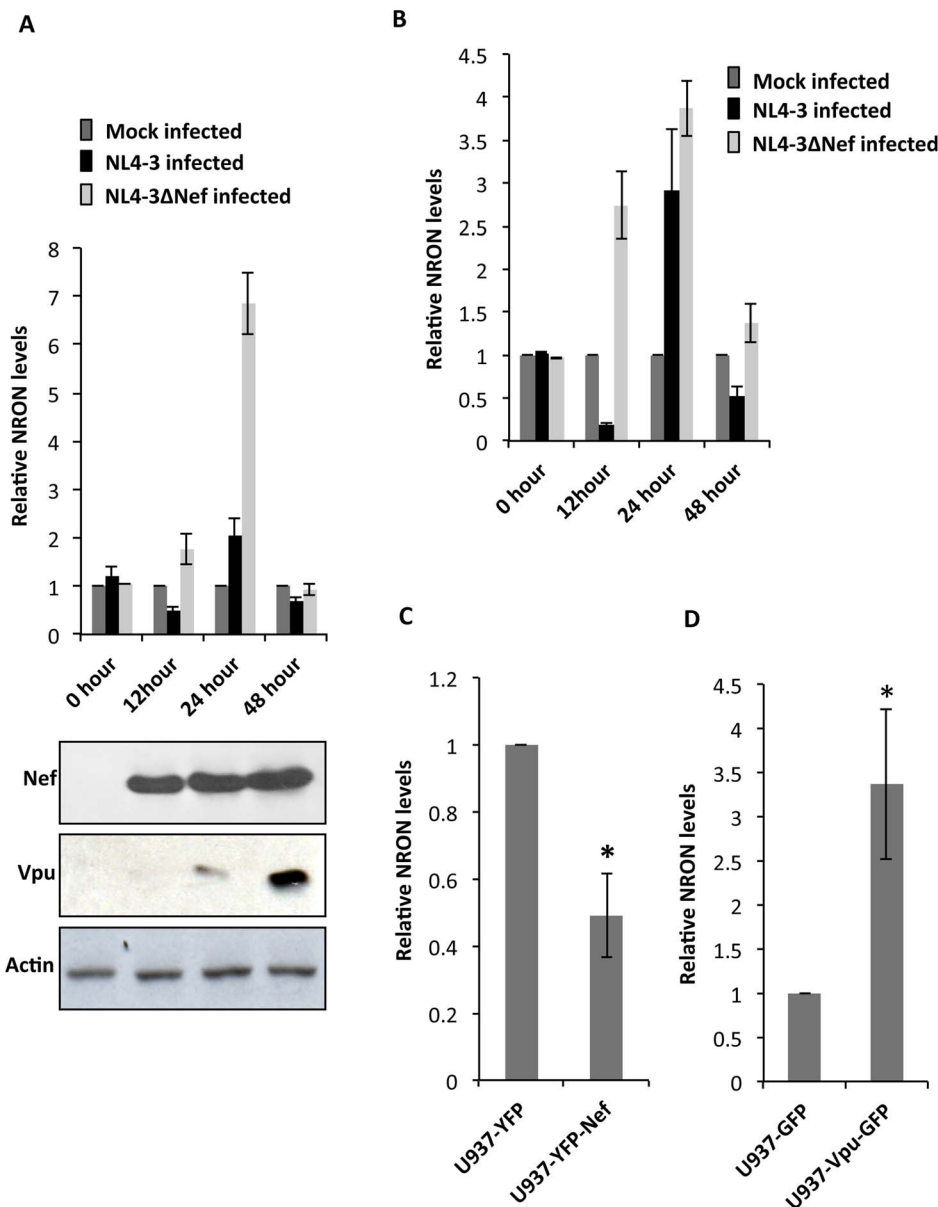 A
Mock infected
NL4-3 infected
NL4-3ΔNef infected
Relative NRON levels
8
7
6
5
4
3
2
1
0
0 hour
12hour
24 hour
48 hour
Nef
Vpu
Actin
B
Mock infected
NL4-3 infected
NL4-3ΔNef infected
Relative NRON levels
4.5
4
3.5
3
2.5
2
1.5
1
0.5
0
0 hour
12hour
24 hour
48 hour
C
Relative NRON levels
1.2
1
0.8
0.6
0.4
0.2
0
*
U937-YFP
U937-YFP-Nef
D
Relative NRON levels
4.5
4
3.5
3
2.5
2
1.5
1
0.5
0
*
U937-GFP
U937-Vpu-GFP